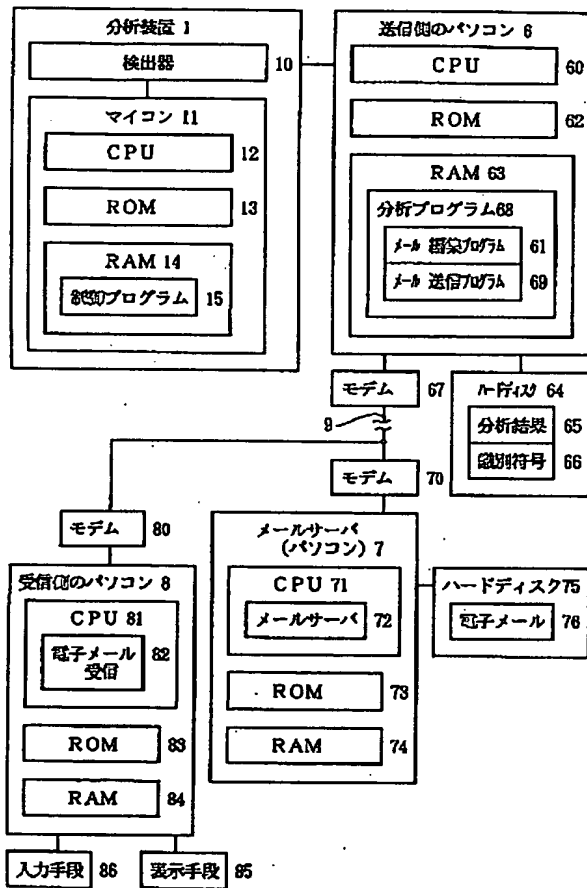 分析装置 1
検出器 10
マイコン 11
CPU 12
ROM 13
RAM 14
制御プログラム 15
送信側のパソコン 6
CPU 60
ROM 62
RAM 63
分析プログラム68
メール 編集プログラム 61
メール 送信プログラム 69
モデム 67
9
ハードディスク 64
分析結果 65
識別符号 66
モデム 70
モデム 80
メールサーバ
(パソコン) 7
CPU 71
メールサーバ 72
ROM 73
RAM 74
ハードディスク75
電子メール 76
受信側のパソコン 8
CPU 81
電子メール 82
受信
ROM 83
RAM 84
入力手段 86
表示手段 85